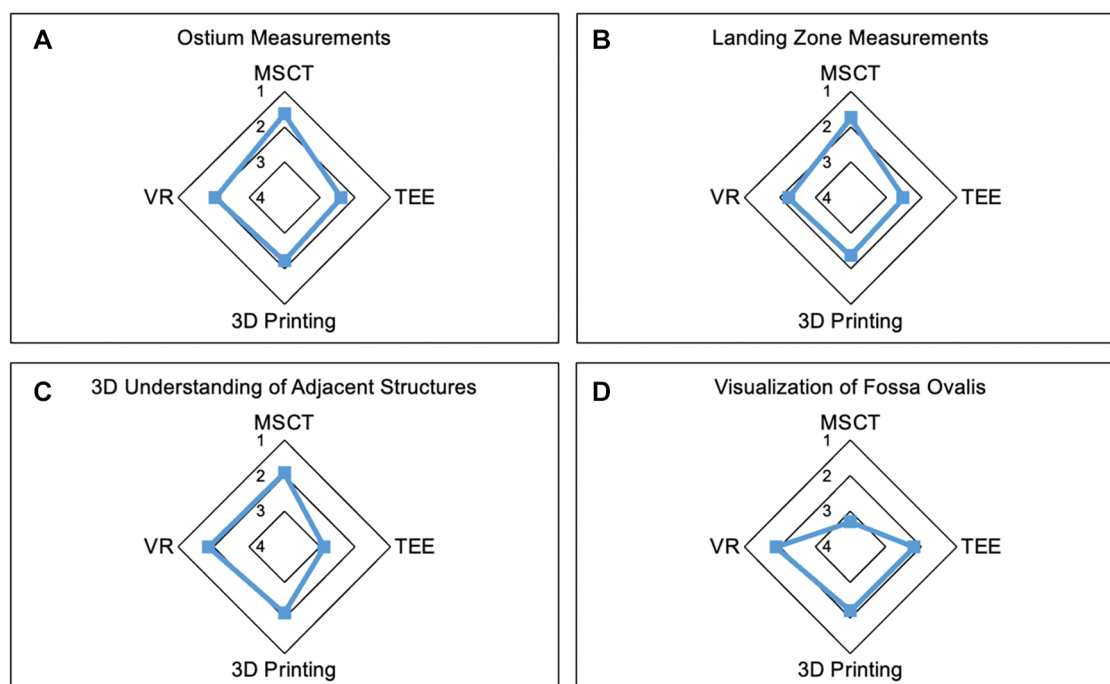 A
Ostium Measurements
MSCT
1
2
3
4
VR
TEE
3D Printing
B
Landing Zone Measurements
MSCT
1
2
3
4
VR
TEE
3D Printing
C
3D Understanding of Adjacent Structures
MSCT
1
2
3
4
VR
TEE
3D Printing
D
Visualization of Fossa Ovalis
MSCT
1
2
3
4
VR
TEE
3D Printing